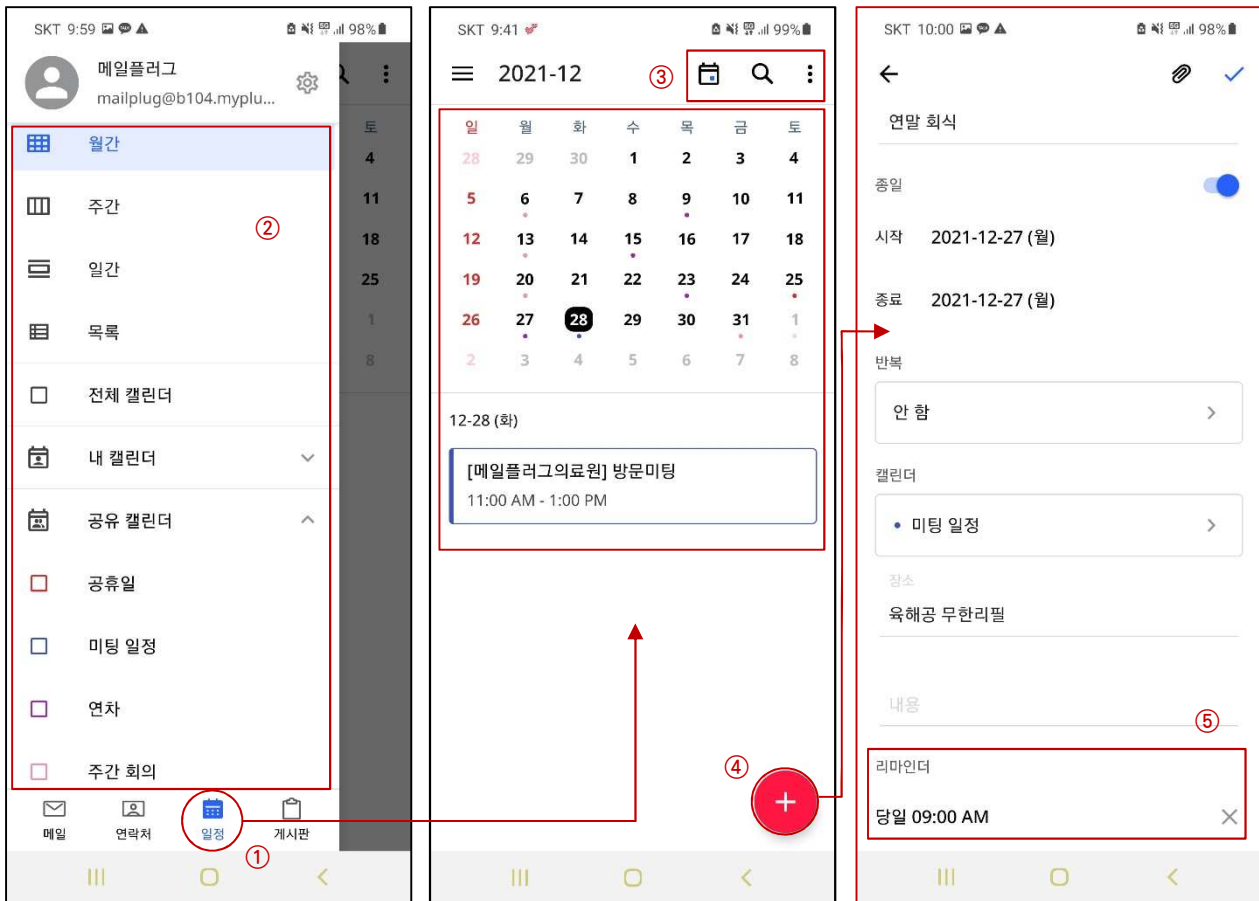 SKT 9:59 98%
메일플러그
mailplug@b104.myplu...
월간
주간
②
일간
목록
전체 캘린더
내 캘린더
공유 캘린더
공휴일
미팅 일정
연차
주간 회의
메일 연락처 일정 게시판
①
토
4
11
18
25
1
8
SKT 9:41 99%
2021-12
③
일 월 화 수 목 금 토
28 29 30 1 2 3 4
5 6 7 8 9 10 11
12 13 14 15 16 17 18
19 20 21 22 23 24 25
26 27 28 29 30 31 1
2 3 4 5 6 7 8
12-28 (화)
[메일플러그의료원] 방문미팅
11:00 AM - 1:00 PM
④
+
SKT 10:00 98%
연말 회식
종일
시작 2021-12-27 (월)
종료 2021-12-27 (월)
반복
안 함
캘린더
미팅 일정
장소
육해공 무한리필
내용
⑤
리마인더
당일 09:00 AM